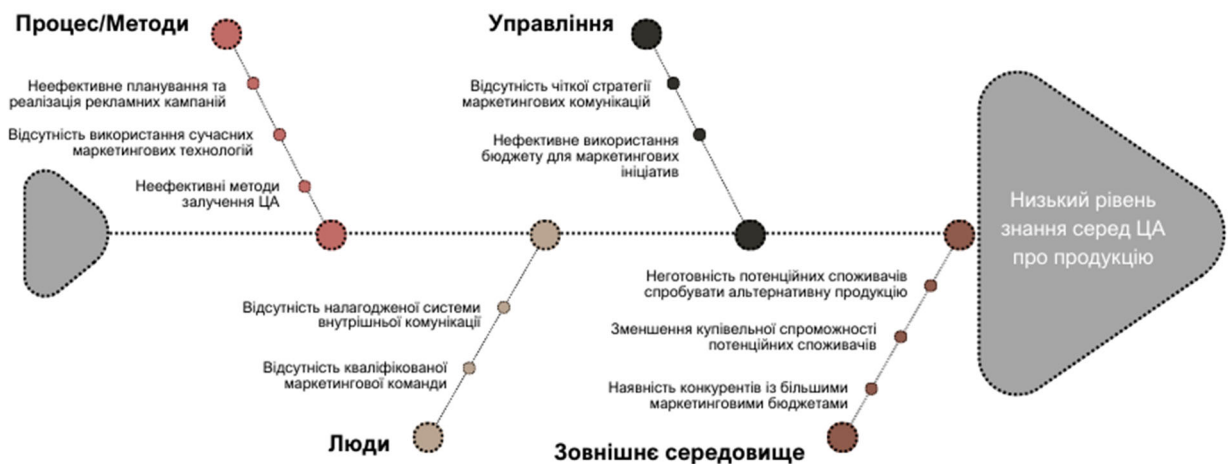 Процес/Методи
Неефективне планування та
реалізація рекламних кампаній
Відсутність використання сучасних
маркетингових технологій
Неефективні методи
залучення ЦА
Управління
Відсутність чіткої стратегії
маркетингових комунікацій
Нефективне використання
бюджету для маркетингових
ініціатив
Низький рівень
знання серед ЦА
про продукцію
Відсутність налагодженої системи
внутрішньої комунікації
Відсутність кваліфікованої
маркетингової команди
Люди
Неготовність потенційних споживачів
спробувати альтернативну продукцію
Зменшення купівельної спроможності
потенційних споживачів
Наявність конкурентів із більшими
маркетинговими бюджетами
Зовнішнє середовище